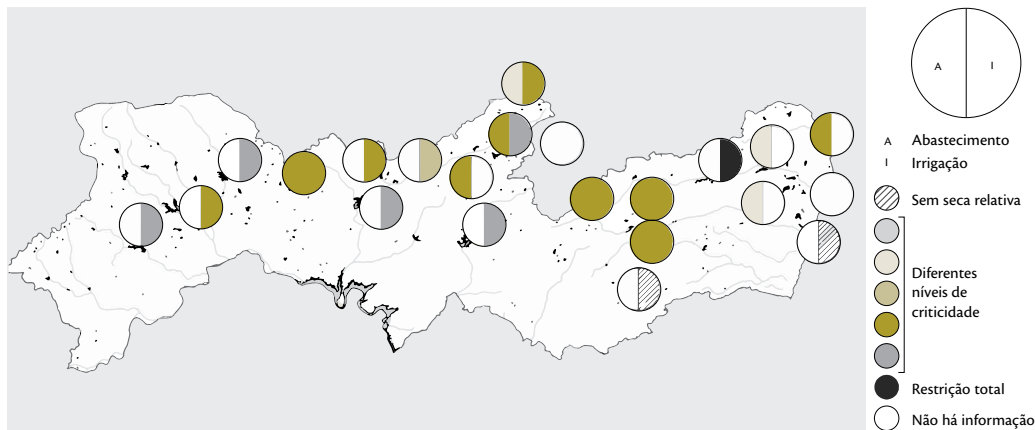 A I
A Abastecimento
I Irrigação
Sem seca relativa
Diferentes
níveis de
criticidade
Restrição total
Não há informação